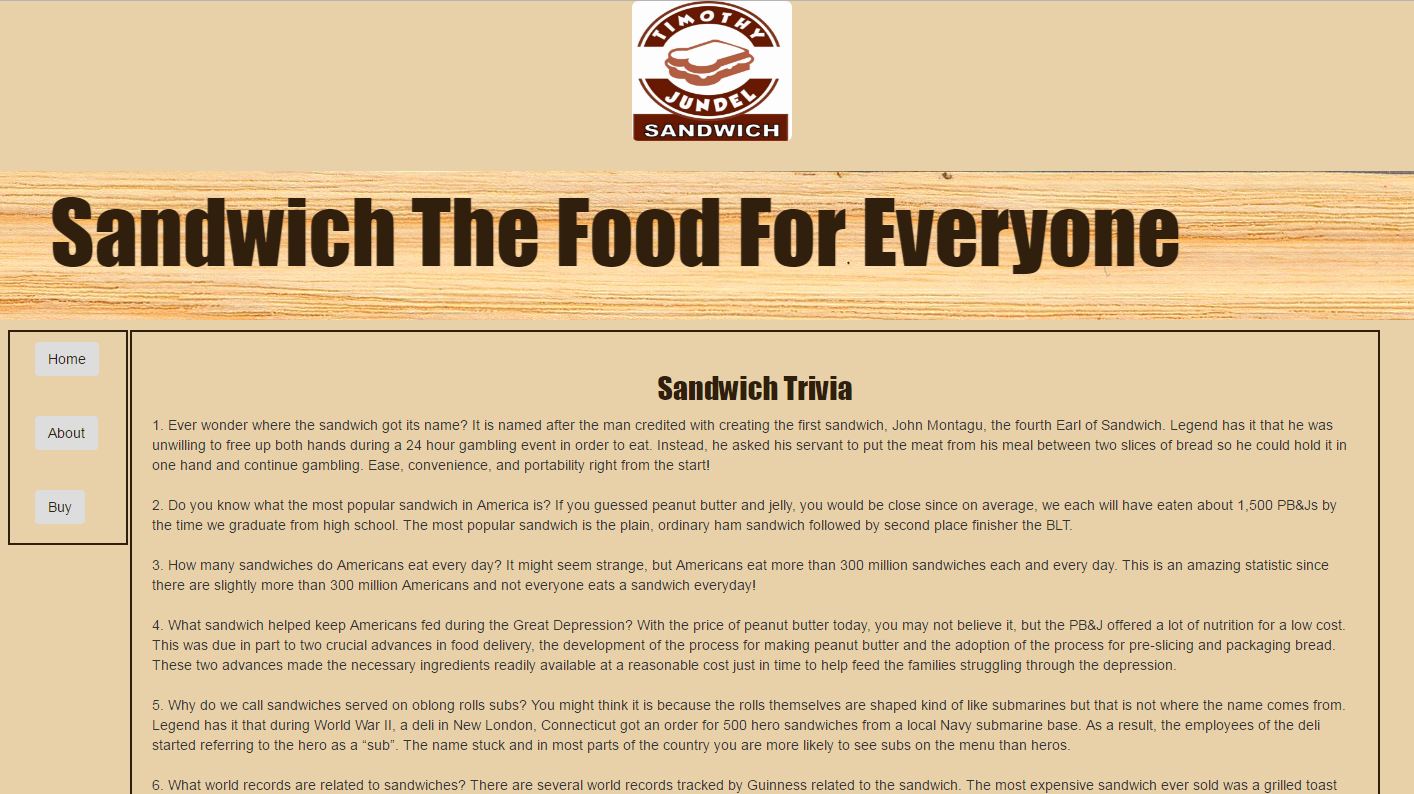 TIMOTHY
JUNDEL
SANDWICH
Sandwich The Food For Everyone
Home
About
Buy
Sandwich Trivia
1. Ever wonder where the sandwich got its name? It is named after the man credited with creating the first sandwich, John Montagu, the fourth Earl of Sandwich. Legend has it that he was
unwilling to free up both hands during a 24 hour gambling event in order to eat. Instead, he asked his servant to put the meat from his meal between two slices of bread so he could hold it in
one hand and continue gambling. Ease, convenience, and portability right from the start!
2. Do you know what the most popular sandwich in America is? If you guessed peanut butter and jelly, you would be close since on average, we each will have eaten about 1,500 PB&Js by
the time we graduate from high school. The most popular sandwich is the plain, ordinary ham sandwich followed by second place finisher the BLT.
3. How many sandwiches do Americans eat every day? It might seem strange, but Americans eat more than 300 million sandwiches each and every day. This is an amazing statistic since
there are slightly more than 300 million Americans and not everyone eats a sandwich everyday!
4. What sandwich helped keep Americans fed during the Great Depression? With the price of peanut butter today, you may not believe it, but the PB&J offered a lot of nutrition for a low cost.
This was due in part to two crucial advances in food delivery, the development of the process for making peanut butter and the adoption of the process for pre-slicing and packaging bread.
These two advances made the necessary ingredients readily available at a reasonable cost just in time to help feed the families struggling through the depression.
5. Why do we call sandwiches served on oblong rolls subs? You might think it is because the rolls themselves are shaped kind of like submarines but that is not where the name comes from.
Legend has it that during World War II, a deli in New London, Connecticut got an order for 500 hero sandwiches from a local Navy submarine base. As a result, the employees of the deli
started referring to the hero as a “sub”. The name stuck and in most parts of the country you are more likely to see subs on the menu than heros.
6. What world records are related to sandwiches? There are several world records tracked by Guinness related to the sandwich. The most expensive sandwich ever sold was a grilled toast